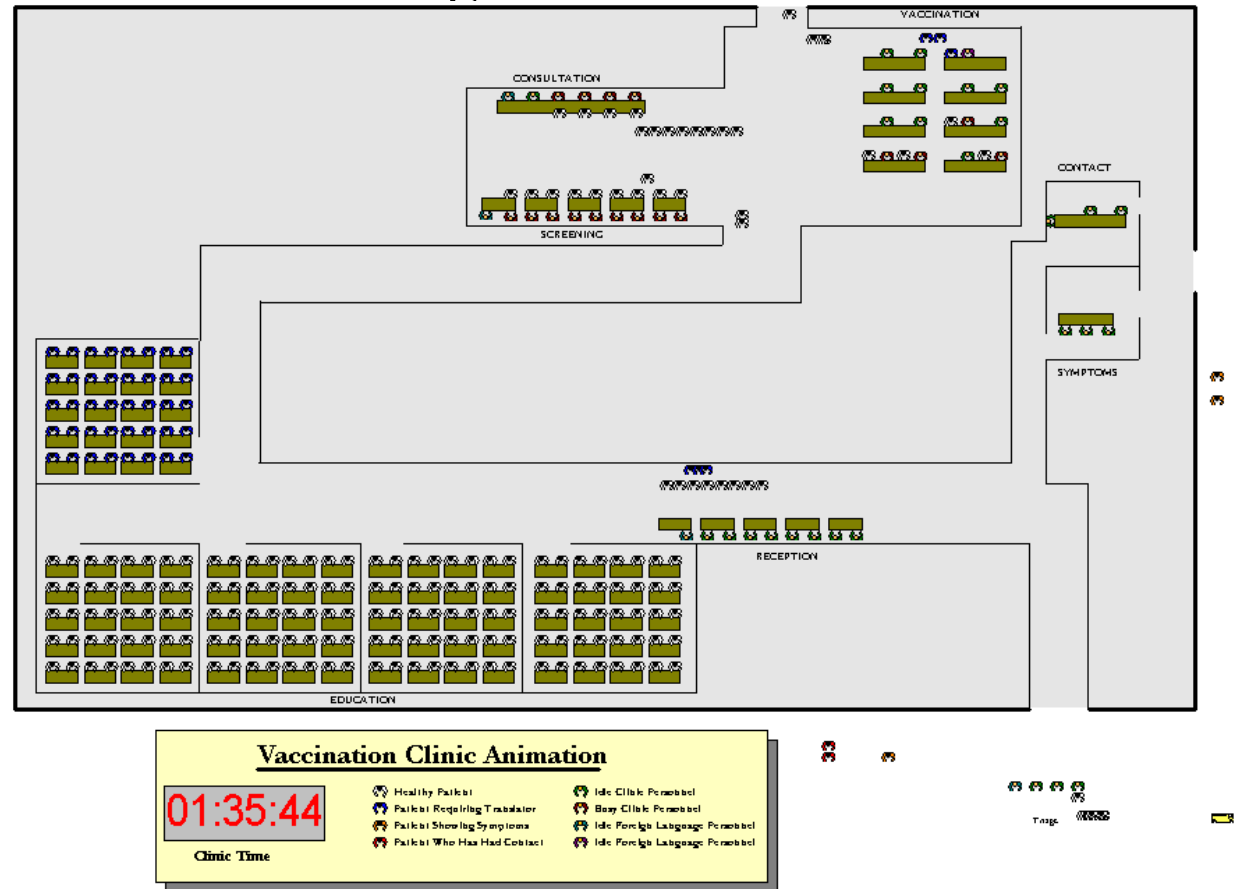 VACCINATION
CONSULTATION
CONTACT
SCREENING
SYMPTOMS
RECEPTION
EDUCATION
Vaccination Clinic Animation
01:35:44
Clinic Time
Healthy Patient
Patient Requiring Translator
Patient Showing Symptoms
Patient Who Has Had Contact
Idle Clinic Personnel
Busy Clinic Personnel
Idle Foreign Language Personnel
Idle Foreign Language Personnel
Triage